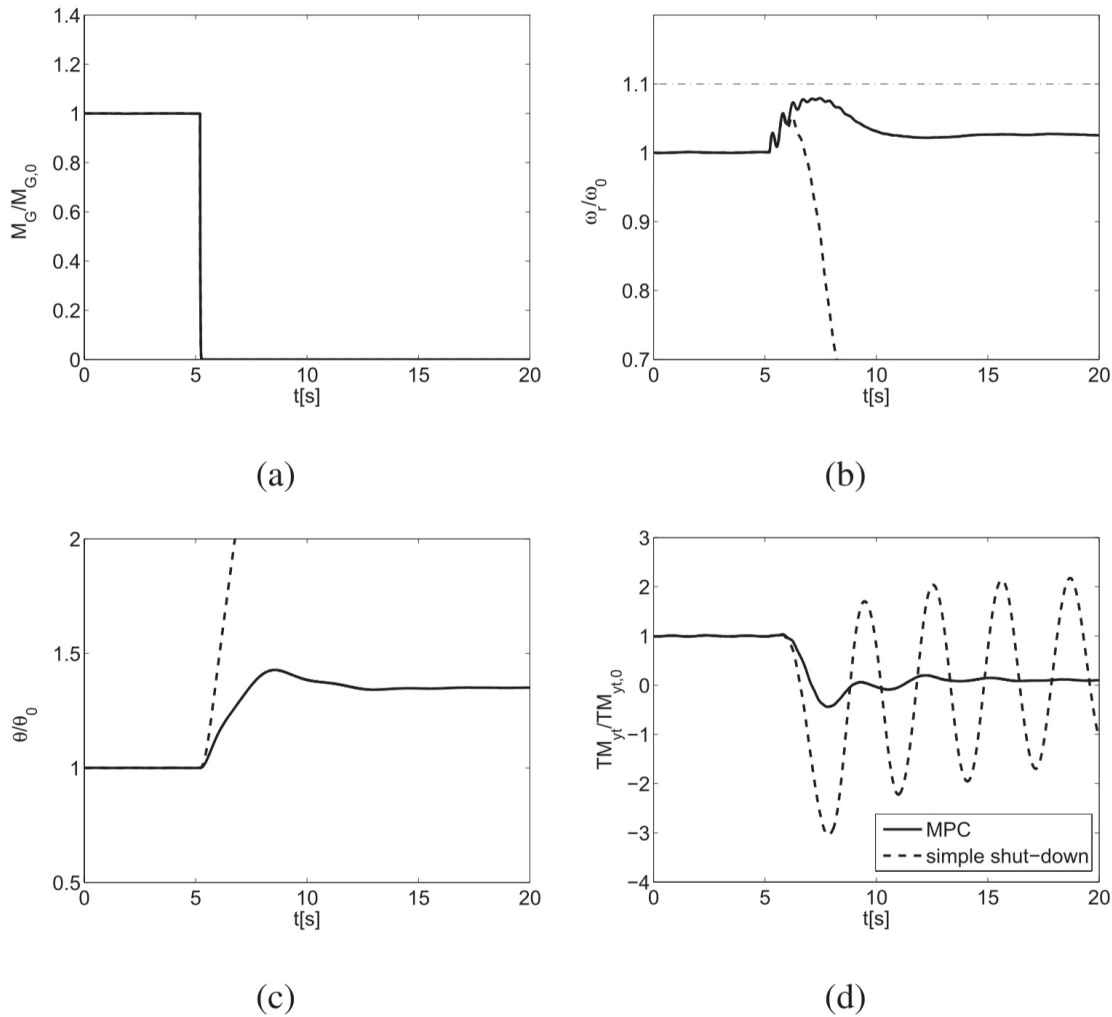 1.4
1.2
1
0.8
0.6
0.4
0.2
0
M_G/M_G,0
0 5 10 15 20
t[s]
(a)
1.1
1
0.9
0.8
0.7
ω_r/ω_0
0 5 10 15 20
t[s]
(b)
2
1.5
1
0.5
θ/θ_0
0 5 10 15 20
t[s]
(c)
3
2
1
0
−1
−2
−3
−4
TM_yt/TM_yt,0
MPC
simple shut−down
0 5 10 15 20
t[s]
(d)